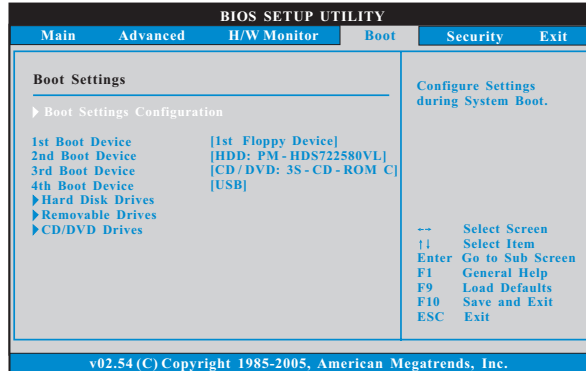 BIOS SETUP UTILITY
Main Advanced H/W Monitor Boot Security Exit
Boot Settings
Boot Settings Configuration
1st Boot Device [1st Floppy Device]
2nd Boot Device [HDD: PM - HDS722580VL]
3rd Boot Device [CD / DVD: 3S - CD - ROM C]
4th Boot Device [USB]
Hard Disk Drives
Removable Drives
CD/DVD Drives
Configure Settings
during System Boot.
←→ Select Screen
↑↓ Select Item
Enter Go to Sub Screen
F1 General Help
F9 Load Defaults
F10 Save and Exit
ESC Exit
v02.54 (C) Copyright 1985-2005, American Megatrends, Inc.